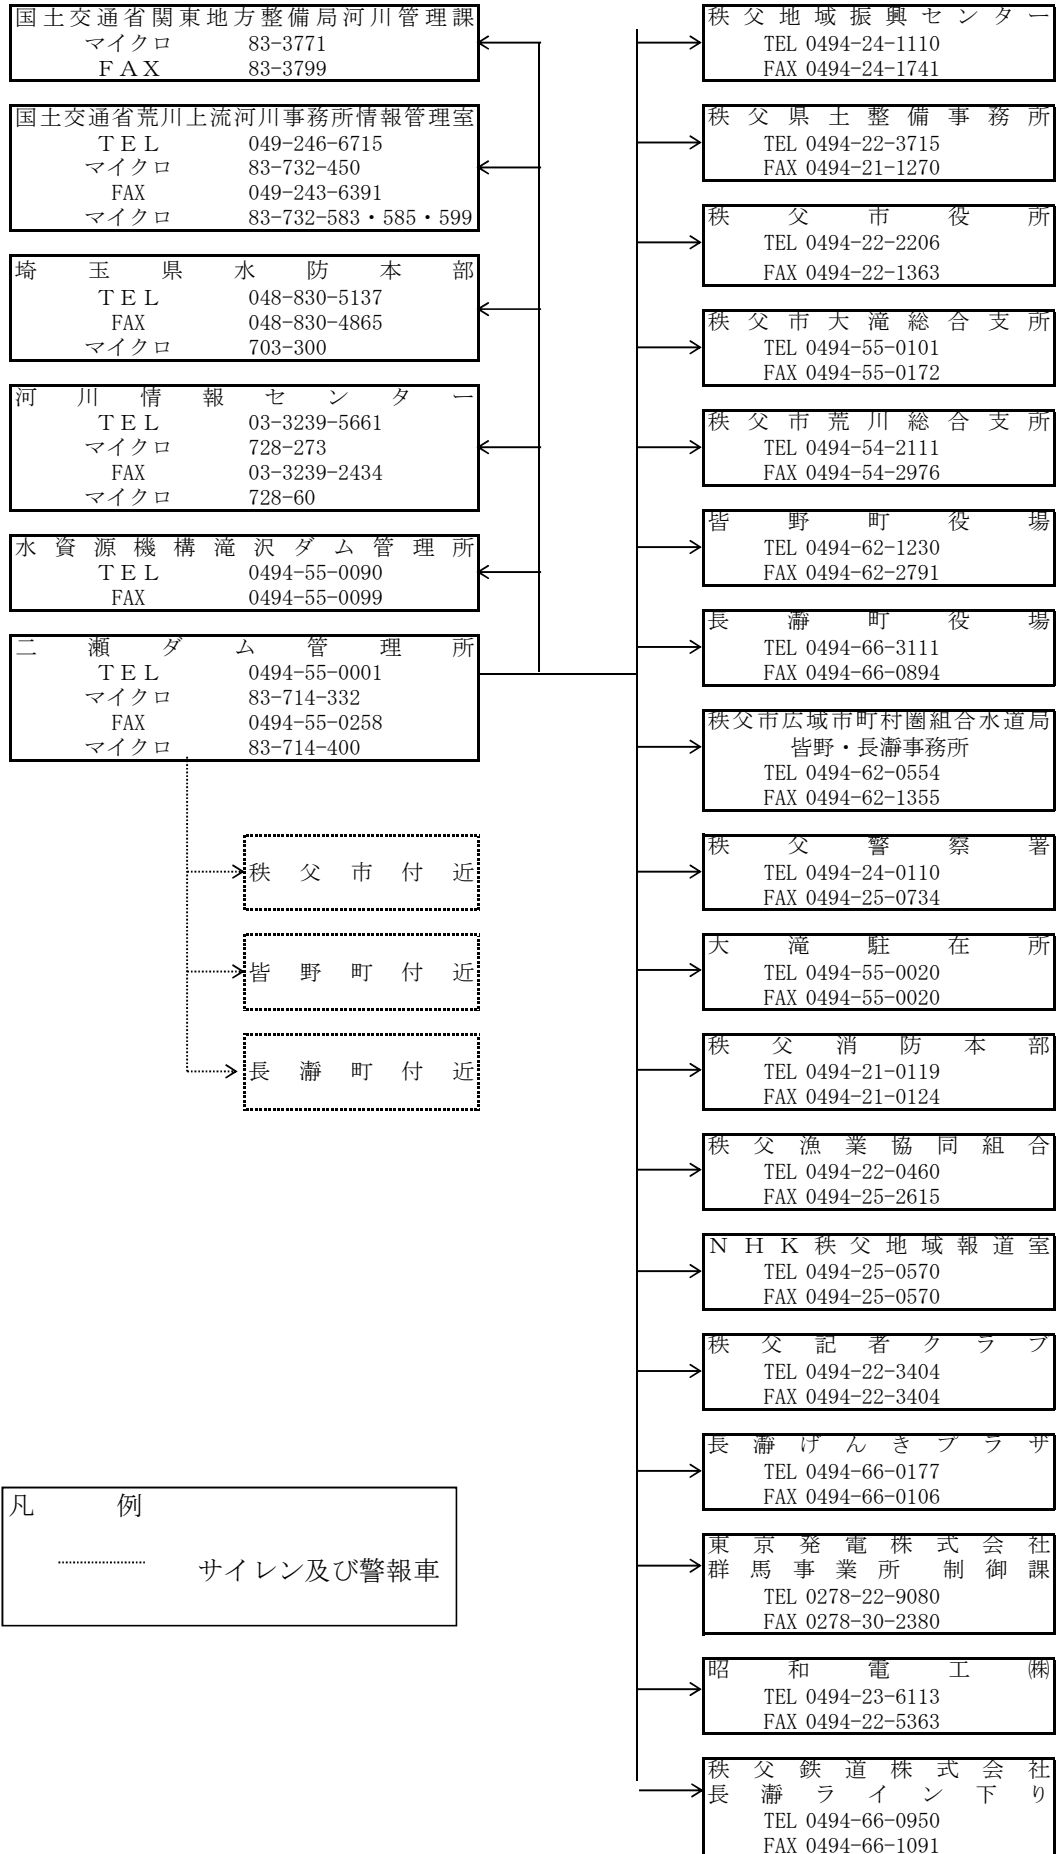 国土交通省関東地方整備局河川管理課
マイクロ 83-3771
ＦＡＸ 83-3799
国土交通省荒川上流河川事務所情報管理室
ＴＥＬ 049-246-6715
マイクロ 83-732-450
FAX 049-243-6391
マイクロ 83-732-583・585・599
埼玉県水防本部
ＴＥＬ 048-830-5137
FAX 048-830-4865
マイクロ 703-300
河川情報センター
ＴＥＬ 03-3239-5661
マイクロ 728-273
FAX 03-3239-2434
マイクロ 728-60
水資源機構滝沢ダム管理所
ＴＥＬ 0494-55-0090
FAX 0494-55-0099
二瀬ダム管理所
ＴＥＬ 0494-55-0001
マイクロ 83-714-332
FAX 0494-55-0258
マイクロ 83-714-400
秩父市付近
皆野町付近
長瀞町付近
凡例
サイレン及び警報車
秩父地域振興センター
TEL 0494-24-1110
FAX 0494-24-1741
秩父県土整備事務所
TEL 0494-22-3715
FAX 0494-21-1270
秩父市役所
TEL 0494-22-2206
FAX 0494-22-1363
秩父市大滝総合支所
TEL 0494-55-0101
FAX 0494-55-0172
秩父市荒川総合支所
TEL 0494-54-2111
FAX 0494-54-2976
皆野町役場
TEL 0494-62-1230
FAX 0494-62-2791
長瀞町役場
TEL 0494-66-3111
FAX 0494-66-0894
秩父市広域市町村圏組合水道局
皆野・長瀞事務所
TEL 0494-62-0554
FAX 0494-62-1355
秩父警察署
TEL 0494-24-0110
FAX 0494-25-0734
大滝駐在所
TEL 0494-55-0020
FAX 0494-55-0020
秩父消防本部
TEL 0494-21-0119
FAX 0494-21-0124
秩父漁業協同組合
TEL 0494-22-0460
FAX 0494-25-2615
ＮＨＫ秩父地域報道室
TEL 0494-25-0570
FAX 0494-25-0570
秩父記者クラブ
TEL 0494-22-3404
FAX 0494-22-3404
長瀞げんきプラザ
TEL 0494-66-0177
FAX 0494-66-0106
東京発電株式会社
群馬事業所 制御課
TEL 0278-22-9080
FAX 0278-30-2380
昭和電工㈱
TEL 0494-23-6113
FAX 0494-22-5363
秩父鉄道株式会社
長瀞ライン下り
TEL 0494-66-0950
FAX 0494-66-1091